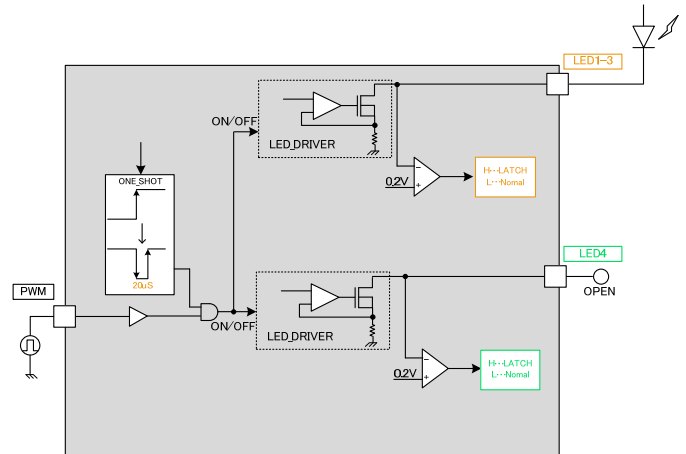 LED1-3
ON/OFF
LED_DRIVER
0.2V
H···LATCH
L···Nomal
ONE_SHOT
20uS
LED4
OPEN
PWM
ON/OFF
LED_DRIVER
0.2V
H···LATCH
L···Nomal